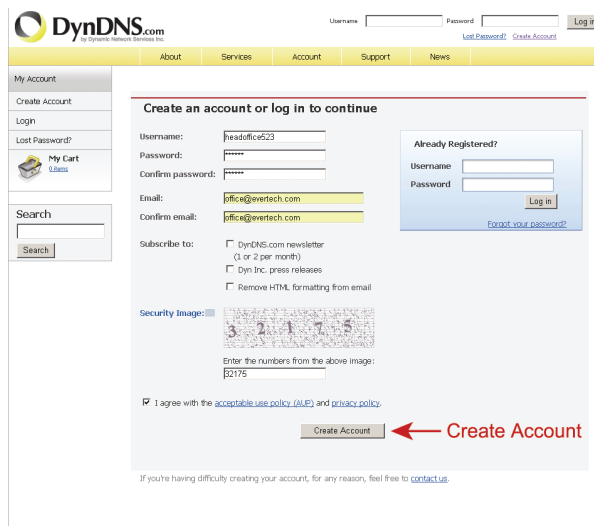 DynDNS.com
by Dynamic Network Services Inc.
Username
Password
Log in
Lost Password? Create Account
About Services Account Support News
My Account
Create Account
Login
Lost Password?
My Cart
0 items
Search
Search
Create an account or log in to continue
Username: headoffice523
Password: ******
Confirm password: ******
Email: office@evertech.com
Confirm email: office@evertech.com
Subscribe to: DynDNS.com newsletter
(1 or 2 per month)
Dyn Inc. press releases
Remove HTML formatting from email
Security Image:
3 2 1 7 5
Enter the numbers from the above image:
32175
I agree with the acceptable use policy (AUP) and privacy policy.
Create Account
Create Account
Already Registered?
Username
Password
Log in
Forgot your password?
If you're having difficulty creating your account, for any reason, feel free to contact us.